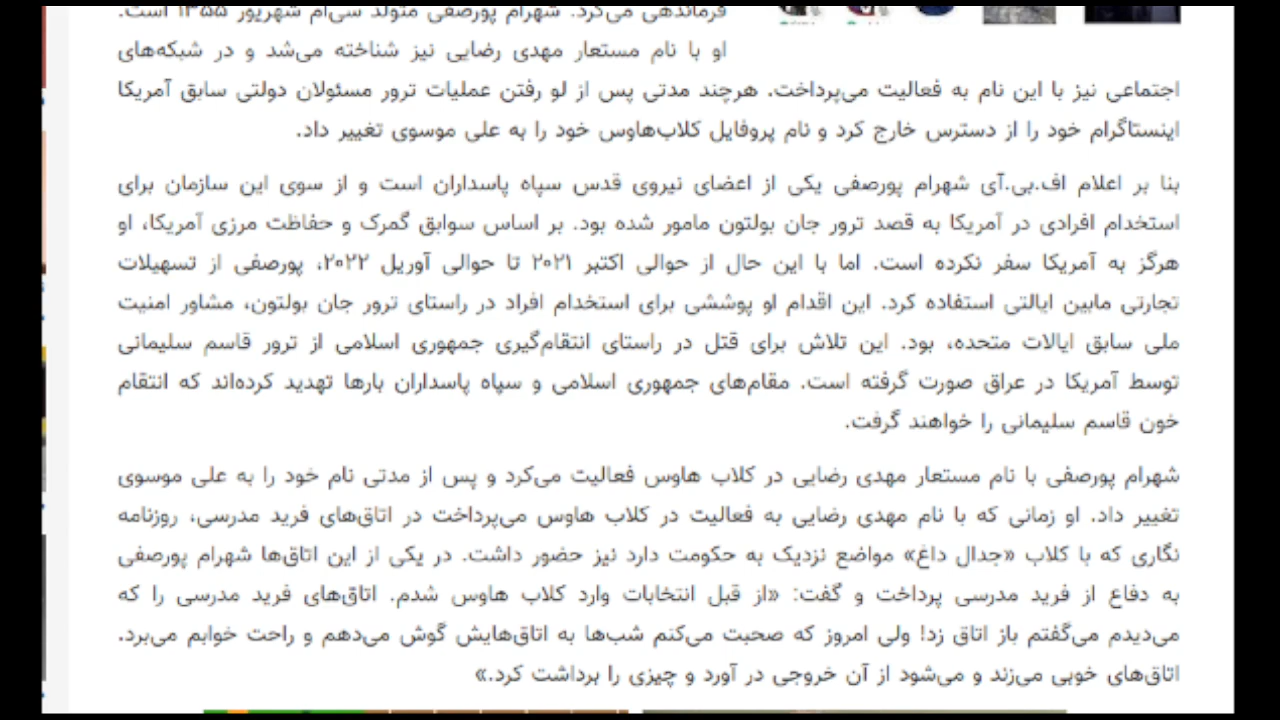 فرماندهی می‌کرد. شهرام پورصفی متولد سی‌ام شهریور ۱۳۵۵ است.
او با نام مستعار مهدی رضایی نیز شناخته می‌شد و در شبکه‌های
اجتماعی نیز با این نام به فعالیت می‌پرداخت. هرچند مدتی پس از لو رفتن عملیات ترور مسئولان دولتی سابق آمریکا
اینستاگرام خود را از دسترس خارج کرد و نام پروفایل کلاب‌هاوس خود را به علی موسوی تغییر داد.
بنا بر اعلام اف.بی.آی شهرام پورصفی یکی از اعضای نیروی قدس سپاه پاسداران است و از سوی این سازمان برای
استخدام افرادی در آمریکا به قصد ترور جان بولتون مامور شده بود. بر اساس سوابق گمرک و حفاظت مرزی آمریکا، او
هرگز به آمریکا سفر نکرده است. اما با این حال از حوالی اکتبر ۲۰۲۱ تا حوالی آوریل ۲۰۲۲، پورصفی از تسهیلات
تجارتی مابین ایالتی استفاده کرد. این اقدام او پوششی برای استخدام افراد در راستای ترور جان بولتون، مشاور امنیت
ملی سابق ایالات متحده، بود. این تلاش برای قتل در راستای انتقام‌گیری جمهوری اسلامی از ترور قاسم سلیمانی
توسط آمریکا در عراق صورت گرفته است. مقام‌های جمهوری اسلامی و سپاه پاسداران بارها تهدید کرده‌اند که انتقام
خون قاسم سلیمانی را خواهند گرفت.
شهرام پورصفی با نام مستعار مهدی رضایی در کلاب هاوس فعالیت می‌کرد و پس از مدتی نام خود را به علی موسوی
تغییر داد. او زمانی که با نام مهدی رضایی به فعالیت در کلاب هاوس می‌پرداخت در اتاق‌های فرید مدرسی، روزنامه
نگاری که با کلاب «جدال داغ» مواضع نزدیک به حکومت دارد نیز حضور داشت. در یکی از این اتاق‌ها شهرام پورصفی
به دفاع از فرید مدرسی پرداخت و گفت: «از قبل انتخابات وارد کلاب هاوس شدم. اتاق‌های فرید مدرسی را که
می‌دیدم می‌گفتم باز اتاق زد! ولی امروز که صحبت می‌کنم شب‌ها به اتاق‌هایش گوش می‌دهم و راحت خوابم می‌برد.
اتاق‌های خوبی می‌زند و می‌شود از آن خروجی در آورد و چیزی را برداشت کرد.»